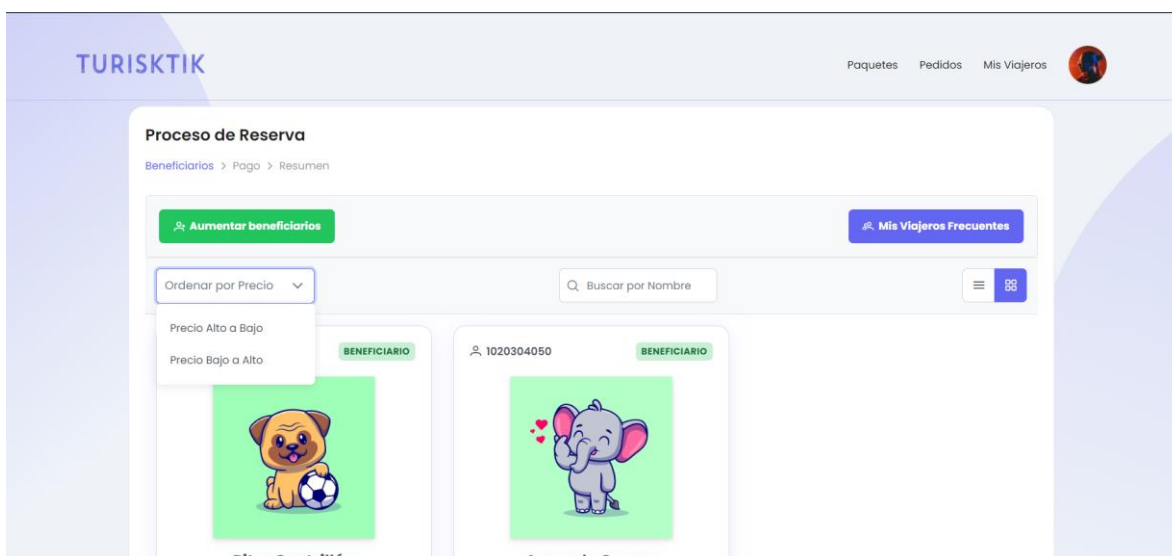 TURISKTIK
Paquetes Pedidos Mis Viajeros
Proceso de Reserva
Beneficiarios > Pago > Resumen
Aumentar beneficiarios
Mis Viajeros Frecuentes
Ordenar por Precio
Buscar por Nombre
Precio Alto a Bajo
Precio Bajo a Alto
BENEFICIARIO
1020304050
BENEFICIARIO